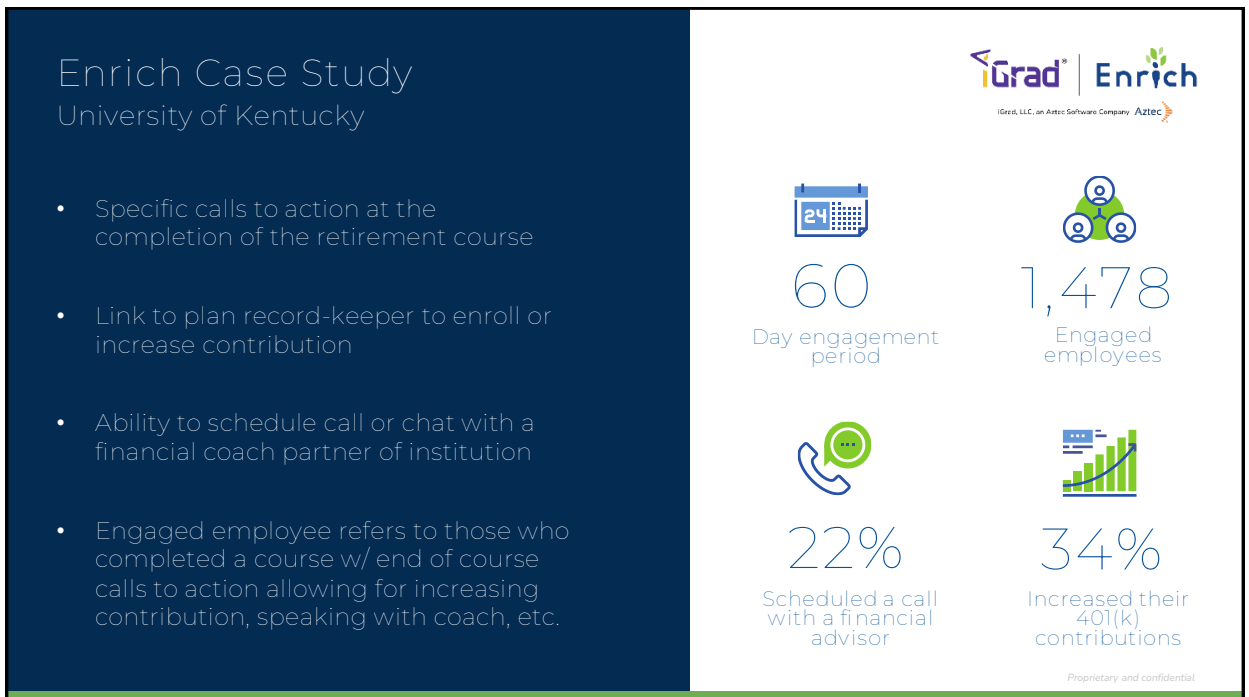 Enrich Case Study
University of Kentucky
• Specific calls to action at the
completion of the retirement course
• Link to plan record-keeper to enroll or
increase contribution
• Ability to schedule call or chat with a
financial coach partner of institution
• Engaged employee refers to those who
completed a course w/ end of course
calls to action allowing for increasing
contribution, speaking with coach, etc.
iGrad® | Enrich
iGrad, LLC, an Aztec Software Company Aztec
24
60
Day engagement
period
1,478
Engaged
employees
22%
Scheduled a call
with a financial
advisor
34%
Increased their
401(k)
contributions
Proprietary and confidential